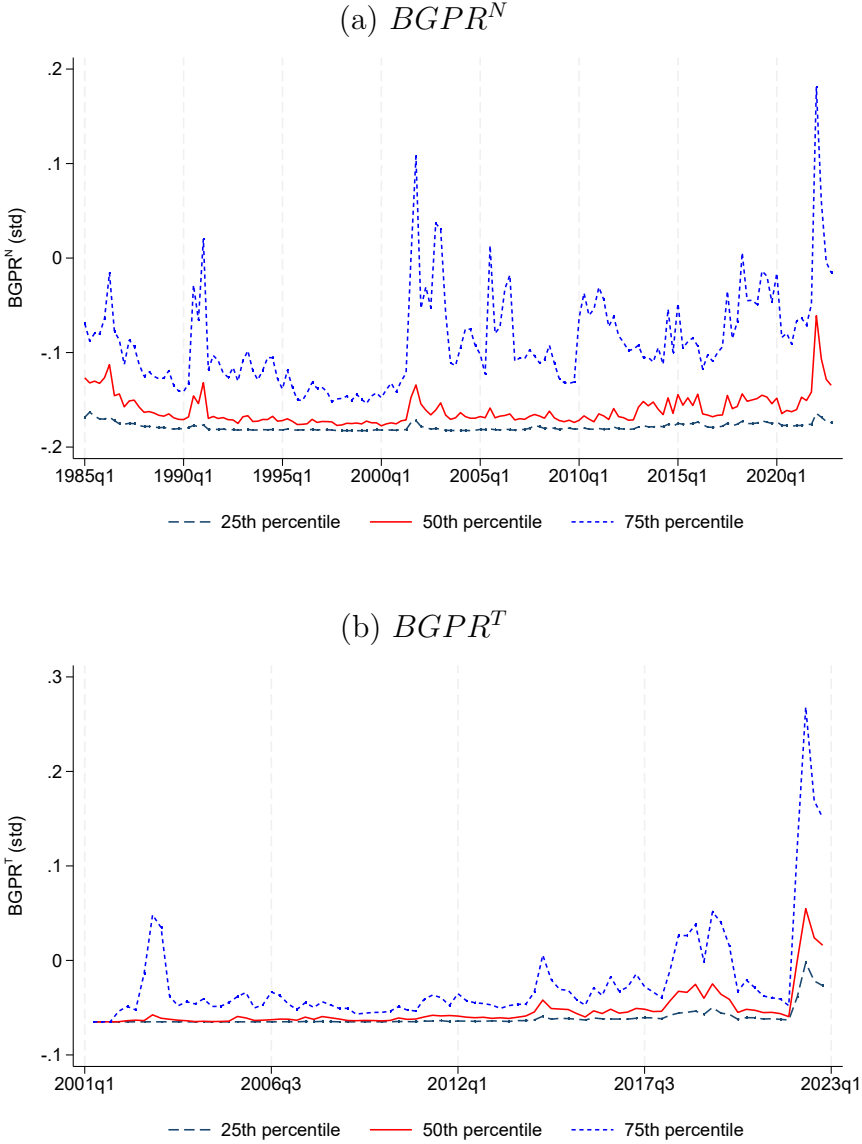 (a) BGPR^N
.2
.1
0
-.1
-.2
BGPR^N (std)
1985q1 1990q1 1995q1 2000q1 2005q1 2010q1 2015q1 2020q1
25th percentile 50th percentile 75th percentile
(b) BGPR^T
.3
.2
.1
0
-.1
BGPR^T (std)
2001q1 2006q3 2012q1 2017q3 2023q1
25th percentile 50th percentile 75th percentile